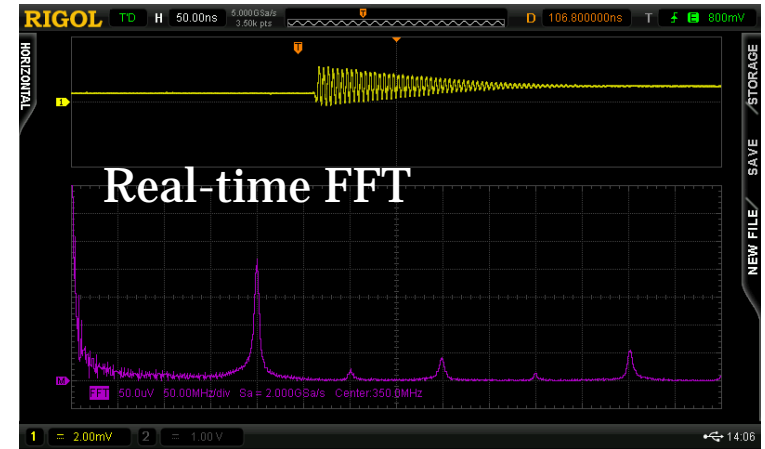 RIGOL T'D H 50.00ns 5.000GSa/s 3.50k pts T D 106.800000ns T E 800mV
HORIZONTAL
T
1
STORAGE
SAVE
NEW FILE
Real-time FFT
M
FFT 50.0uV 50.00MHz/div Sa = 2.000GSa/s Center:350.0MHz
1 = 2.00mV 2 = 1.00 V 14:06